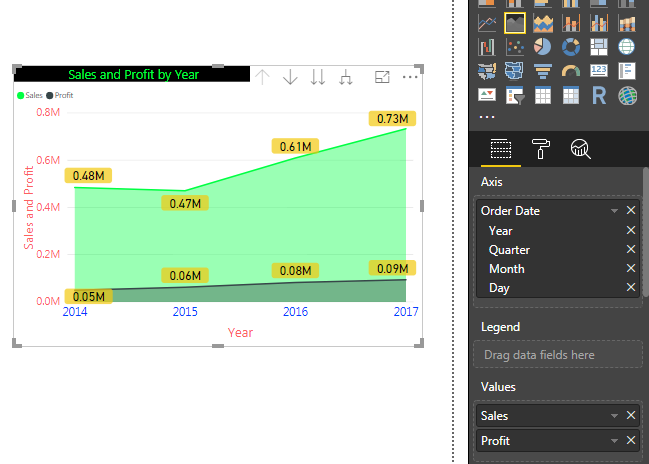 Sales and Profit by Year
Sales Profit
0.8M
0.6M
0.4M
0.2M
0.0M
Sales and Profit
0.48M
0.47M
0.61M
0.73M
0.05M
0.06M
0.08M
0.09M
2014 2015 2016 2017
Year
123
R
Axis
Order Date
Year
Quarter
Month
Day
Legend
Drag data fields here
Values
Sales
Profit